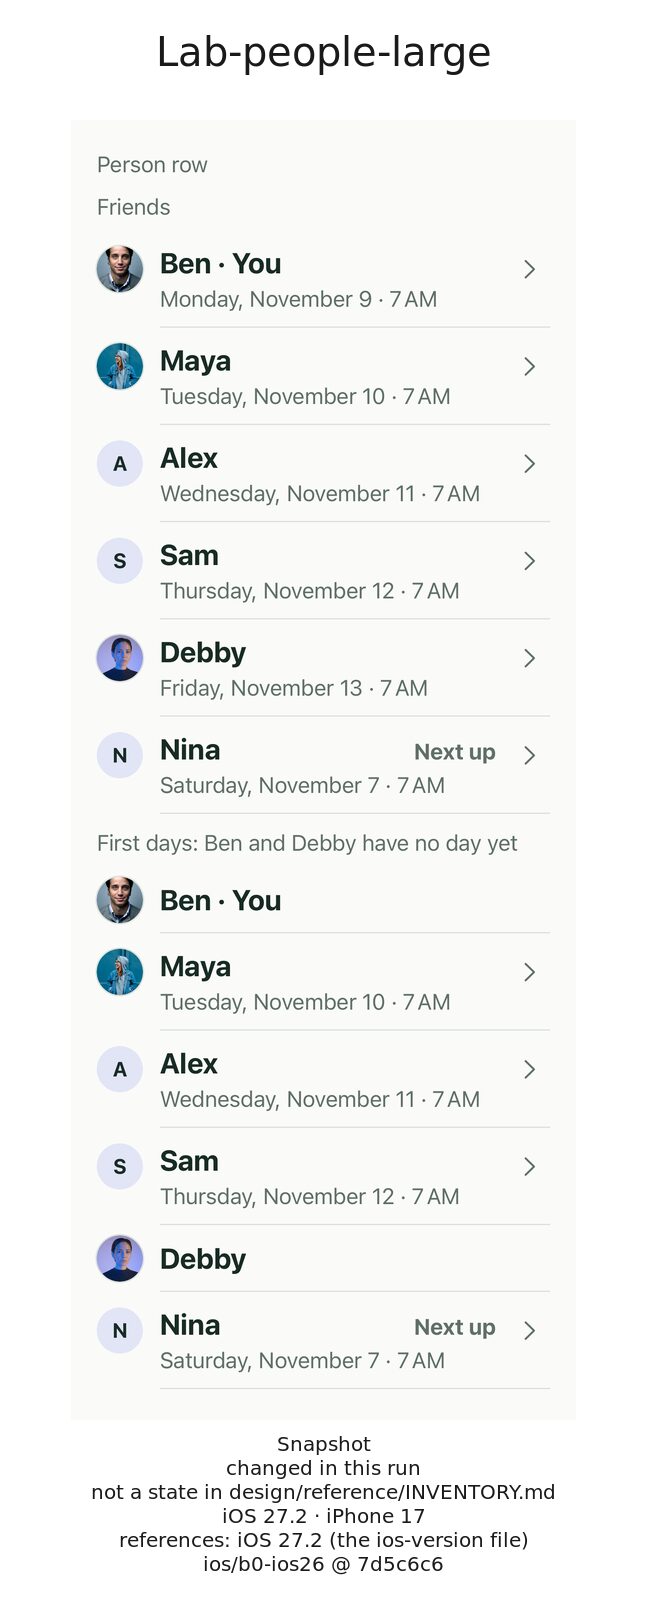 Lab-people-large
Person row
Friends
Ben · You
Monday, November 9 · 7 AM
Maya
Tuesday, November 10 · 7 AM
A
Alex
Wednesday, November 11 · 7 AM
S
Sam
Thursday, November 12 · 7 AM
Debby
Friday, November 13 · 7 AM
N
Nina
Next up
Saturday, November 7 · 7 AM
First days: Ben and Debby have no day yet
Ben · You
Maya
Tuesday, November 10 · 7 AM
A
Alex
Wednesday, November 11 · 7 AM
S
Sam
Thursday, November 12 · 7 AM
Debby
N
Nina
Next up
Saturday, November 7 · 7 AM
Snapshot
changed in this run
not a state in design/reference/INVENTORY.md
iOS 27.2 · iPhone 17
references: iOS 27.2 (the ios-version file)
ios/b0-ios26 @ 7d5c6c6